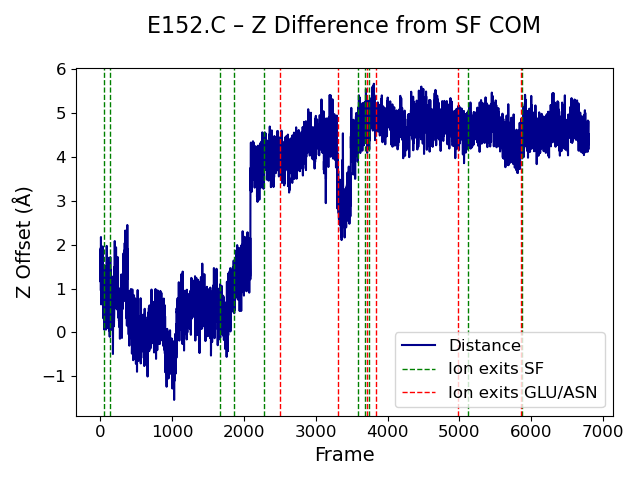 E152.C – Z Difference from SF COM
Z Offset (Å)
6
5
4
3
2
1
0
−1
0
1000
2000
3000
4000
5000
6000
7000
Frame
Distance
Ion exits SF
Ion exits GLU/ASN